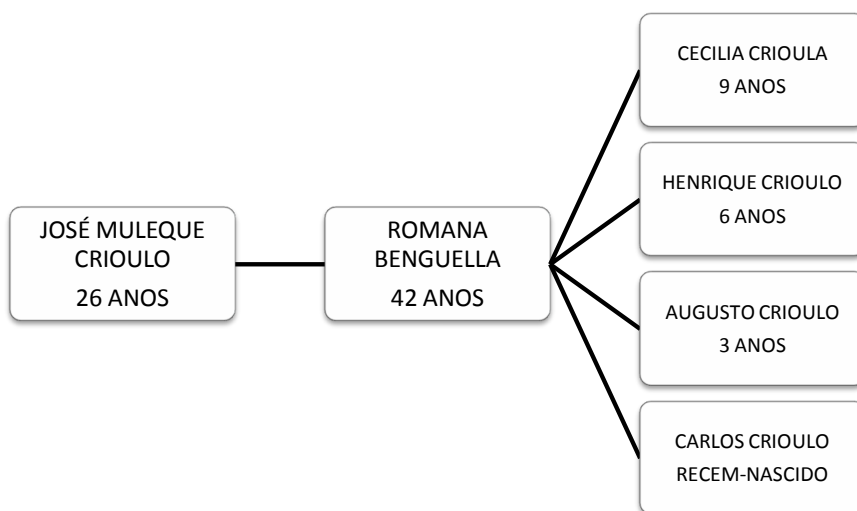 JOSÉ MULEQUE
CRIOULO
26 ANOS
ROMANA
BENGUELLA
42 ANOS
CECILIA CRIOULA
9 ANOS
HENRIQUE CRIOULO
6 ANOS
AUGUSTO CRIOULO
3 ANOS
CARLOS CRIOULO
RECEM-NASCIDO